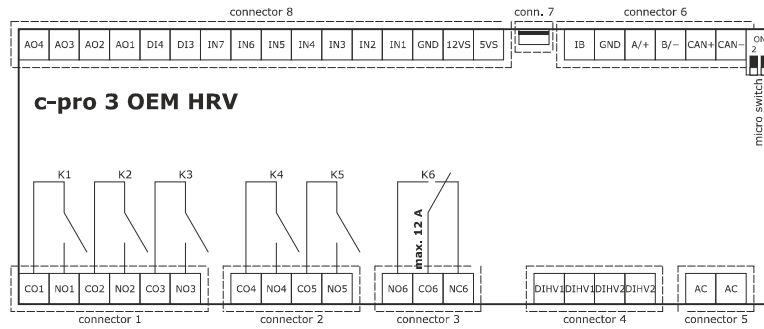 connector 8 conn. 7 connector 6
AO4 AO3 AO2 AO1 DI4 DI3 IN7 IN6 IN5 IN4 IN3 IN2 IN1 GND 12VS 5VS IB GND A/+ B/− CAN+ CAN− ON
2
c-pro 3 OEM HRV
micro switch
K1 K2 K3 K4 K5 K6
max. 12 A
CO1 NO1 CO2 NO2 CO3 NO3 CO4 NO4 CO5 NO5 NO6 CO6 NC6 DIHV1 DIHV1 DIHV2 DIHV2 AC AC
connector 1 connector 2 connector 3 connector 4 connector 5